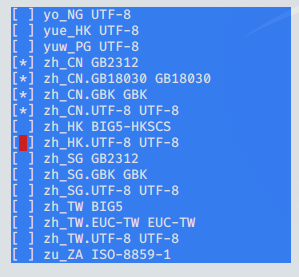 [ ] yo_NG UTF-8
[ ] yue_HK UTF-8
[ ] yuw_PG UTF-8
[*] zh_CN GB2312
[*] zh_CN.GB18030 GB18030
[*] zh_CN.GBK GBK
[*] zh_CN.UTF-8 UTF-8
[ ] zh_HK BIG5-HKSCS
[ ] zh_HK.UTF-8 UTF-8
[ ] zh_SG GB2312
[ ] zh_SG.GBK GBK
[ ] zh_SG.UTF-8 UTF-8
[ ] zh_TW BIG5
[ ] zh_TW.EUC-TW EUC-TW
[ ] zh_TW.UTF-8 UTF-8
[ ] zu_ZA ISO-8859-1